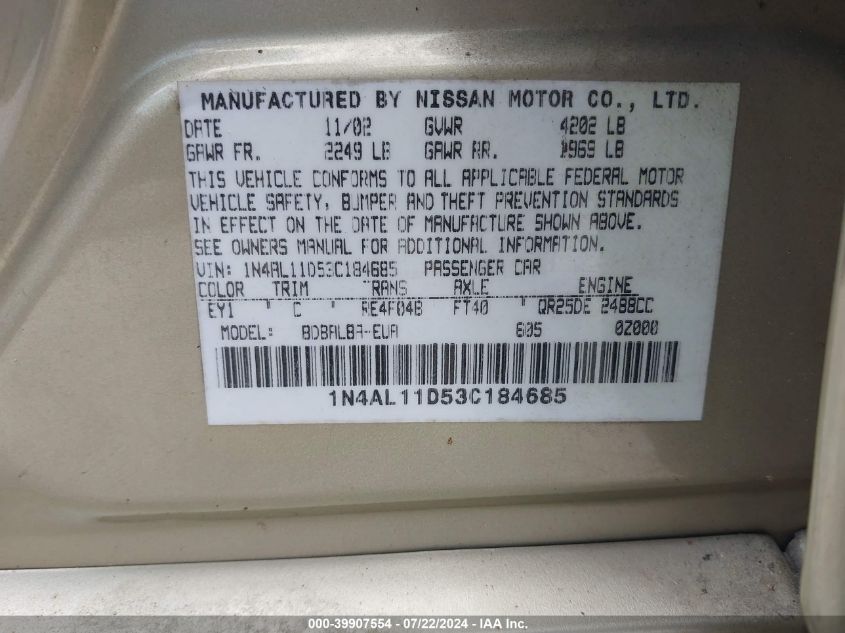 MANUFACTURED BY NISSAN MOTOR CO., LTD.
DATE 11/02 GVWR 4202 LB
GAWR FR. 2249 LB GAWR RR. 1969 LB
THIS VEHICLE CONFORMS TO ALL APPLICABLE FEDERAL MOTOR
VEHICLE SAFETY, BUMPER AND THEFT PREVENTION STANDARDS
IN EFFECT ON THE DATE OF MANUFACTURE SHOWN ABOVE.
SEE OWNERS MANUAL FOR ADDITIONAL INFORMATION.
VIN: 1N4AL11D53C184685 PASSENGER CAR
COLOR TRIM TRANS AXLE ENGINE
EY1 C RE4F04B FT40 QR25DE 2488CC
MODEL: BDBALBA-EUA 605 0Z000
1N4AL11D53C184685
000-39907554 - 07/22/2024 - IAAI, Inc.